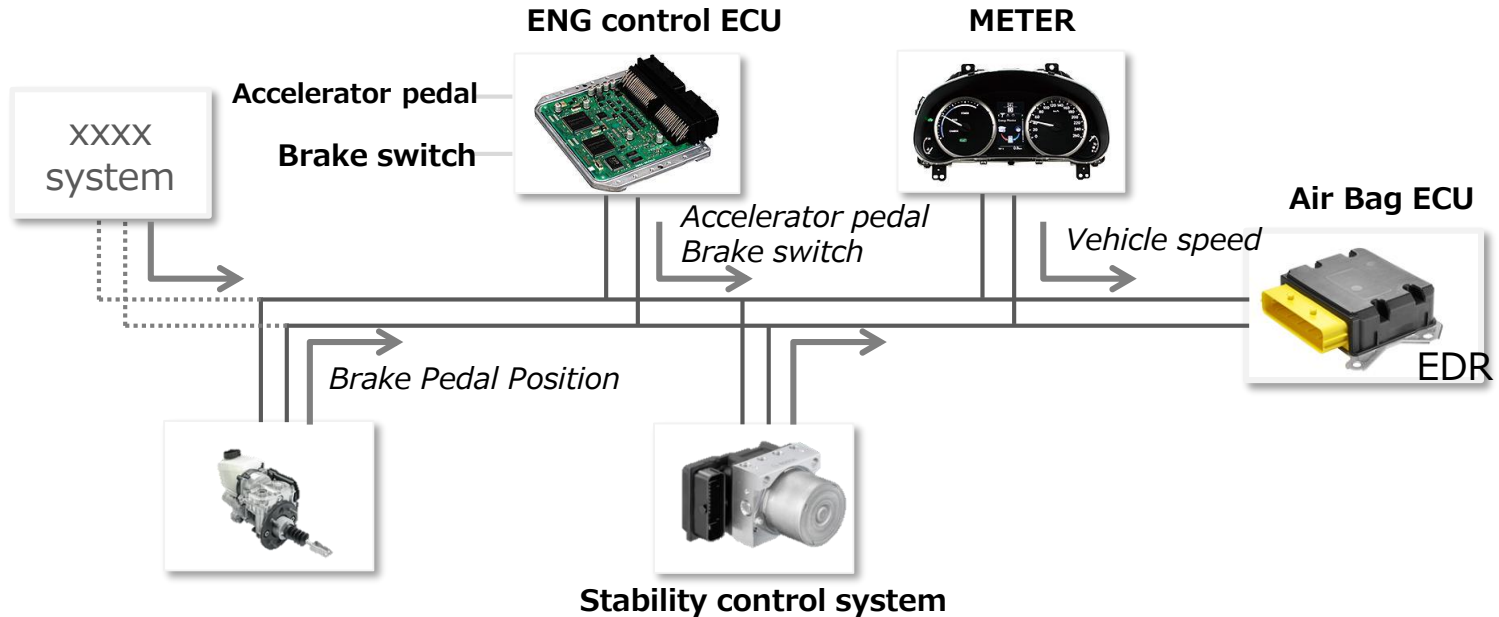 ENG control ECU
METER
Accelerator pedal
Brake switch
xxxx
system
Air Bag ECU
Accelerator pedal
Brake switch
Vehicle speed
EDR
Brake Pedal Position
Stability control system